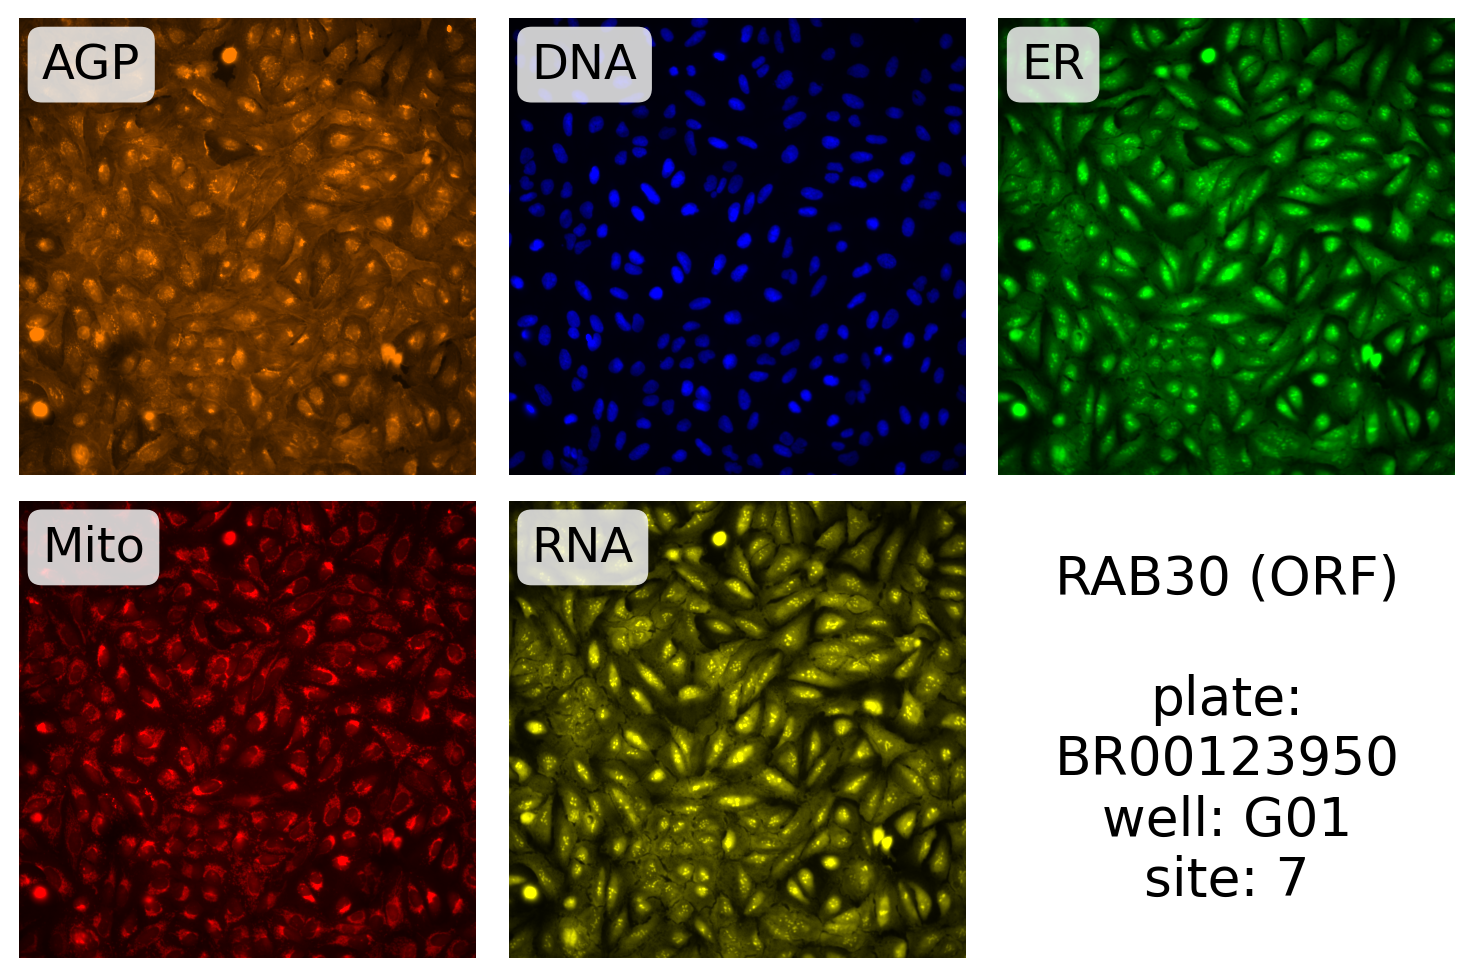 AGP
DNA
ER
Mito
RNA
RAB30 (ORF)
plate:
BR00123950
well: G01
site: 7